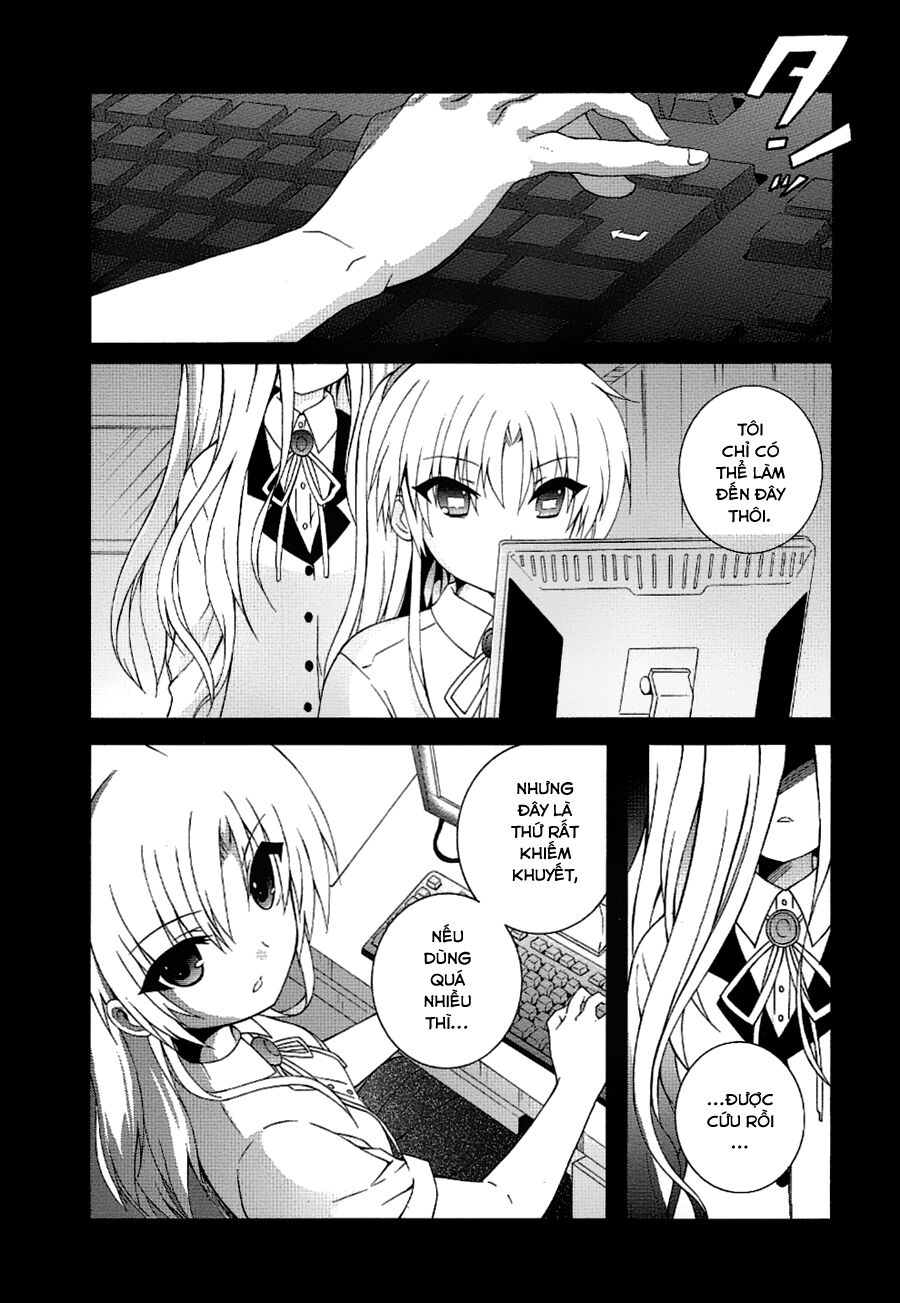 タ!
TÔI
CHỈ CÓ
THỂ LÀM
ĐẾN ĐÂY
THÔI.
NHƯNG
ĐÂY LÀ
THỨ RẤT
KHIẾM
KHUYẾT,
NẾU
DÙNG
QUÁ
NHIỀU
THÌ...
...ĐƯỢC
CỨU RỒI
...